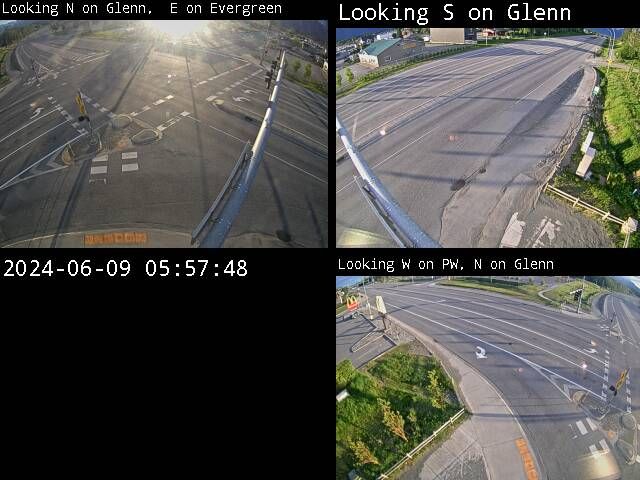 Looking N on Glenn,  E on Evergreen
Looking S on Glenn
2024-06-09 05:57:48
Looking W on PW, N on Glenn